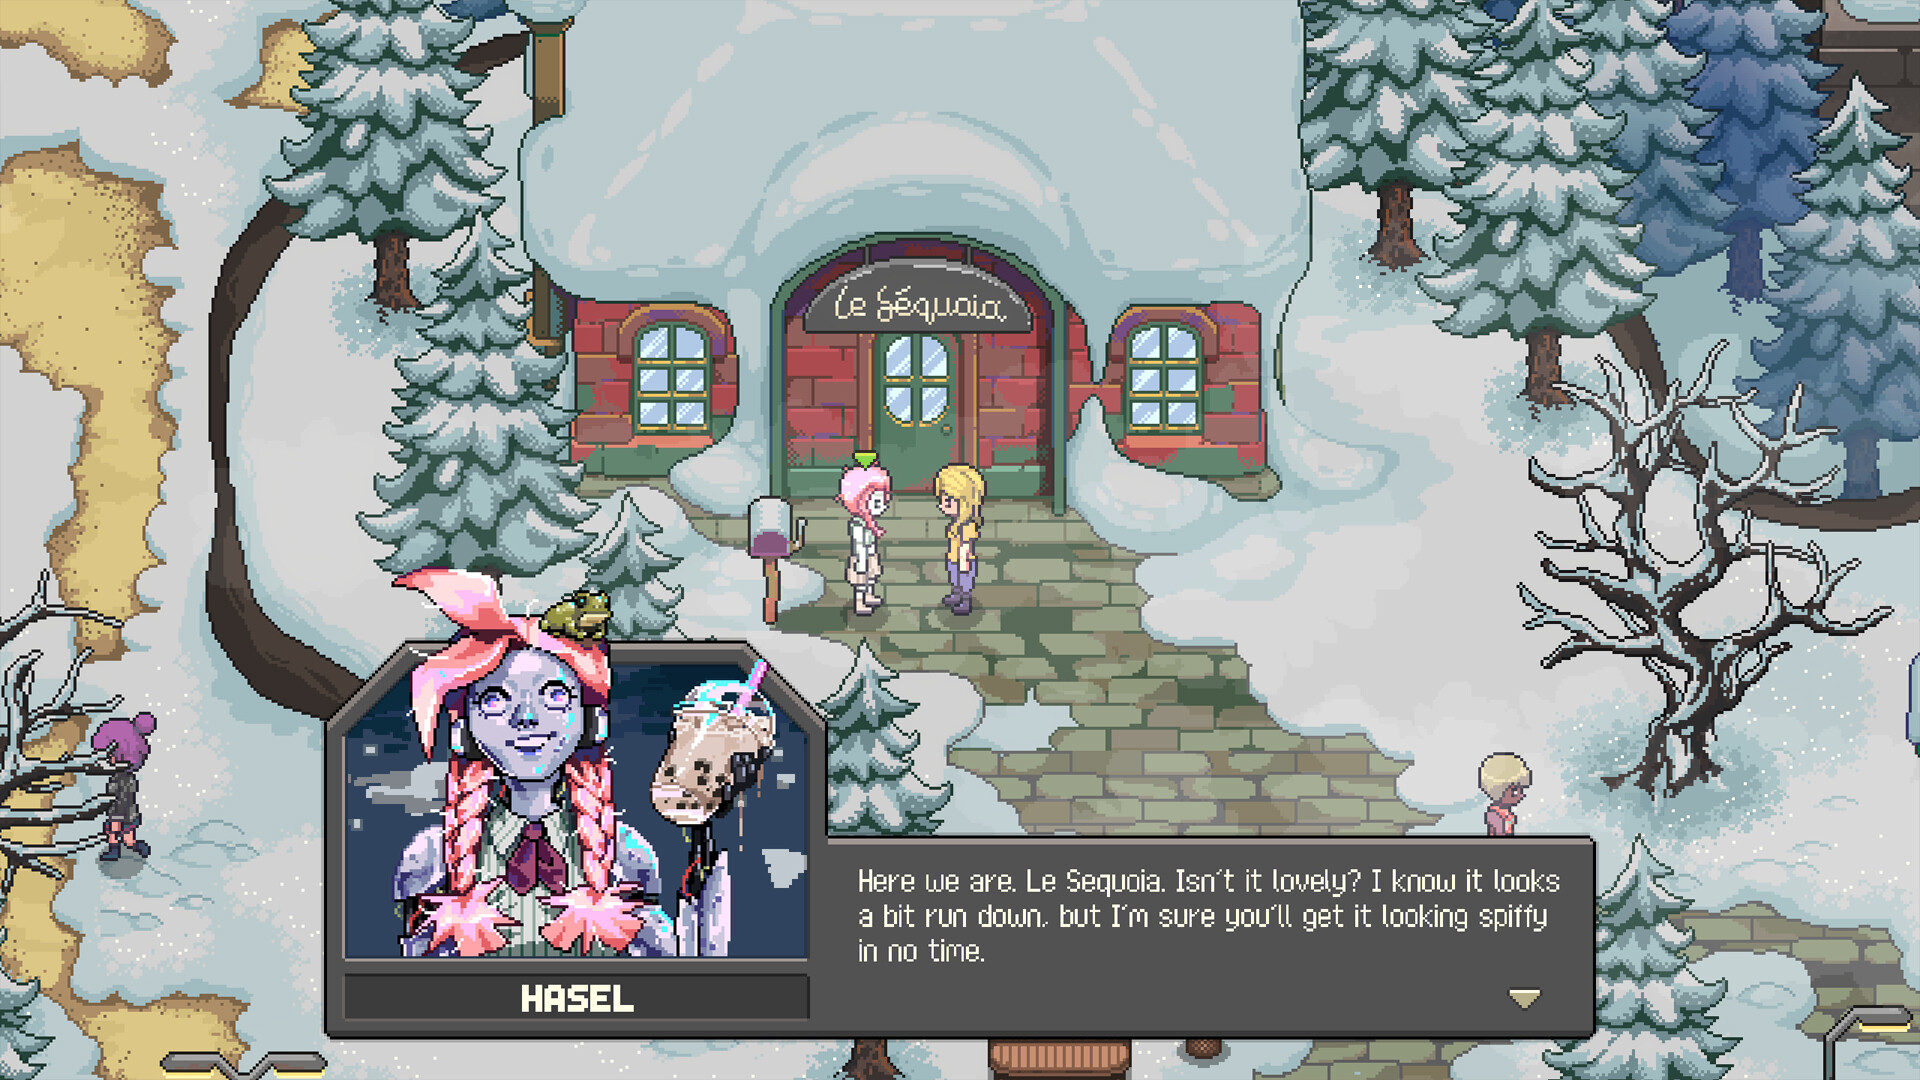 Le Séquoia
Here we are. Le Sequoia. Isn't it lovely? I know it looks
a bit run down, but I'm sure you'll get it looking spiffy
in no time.
HASEL